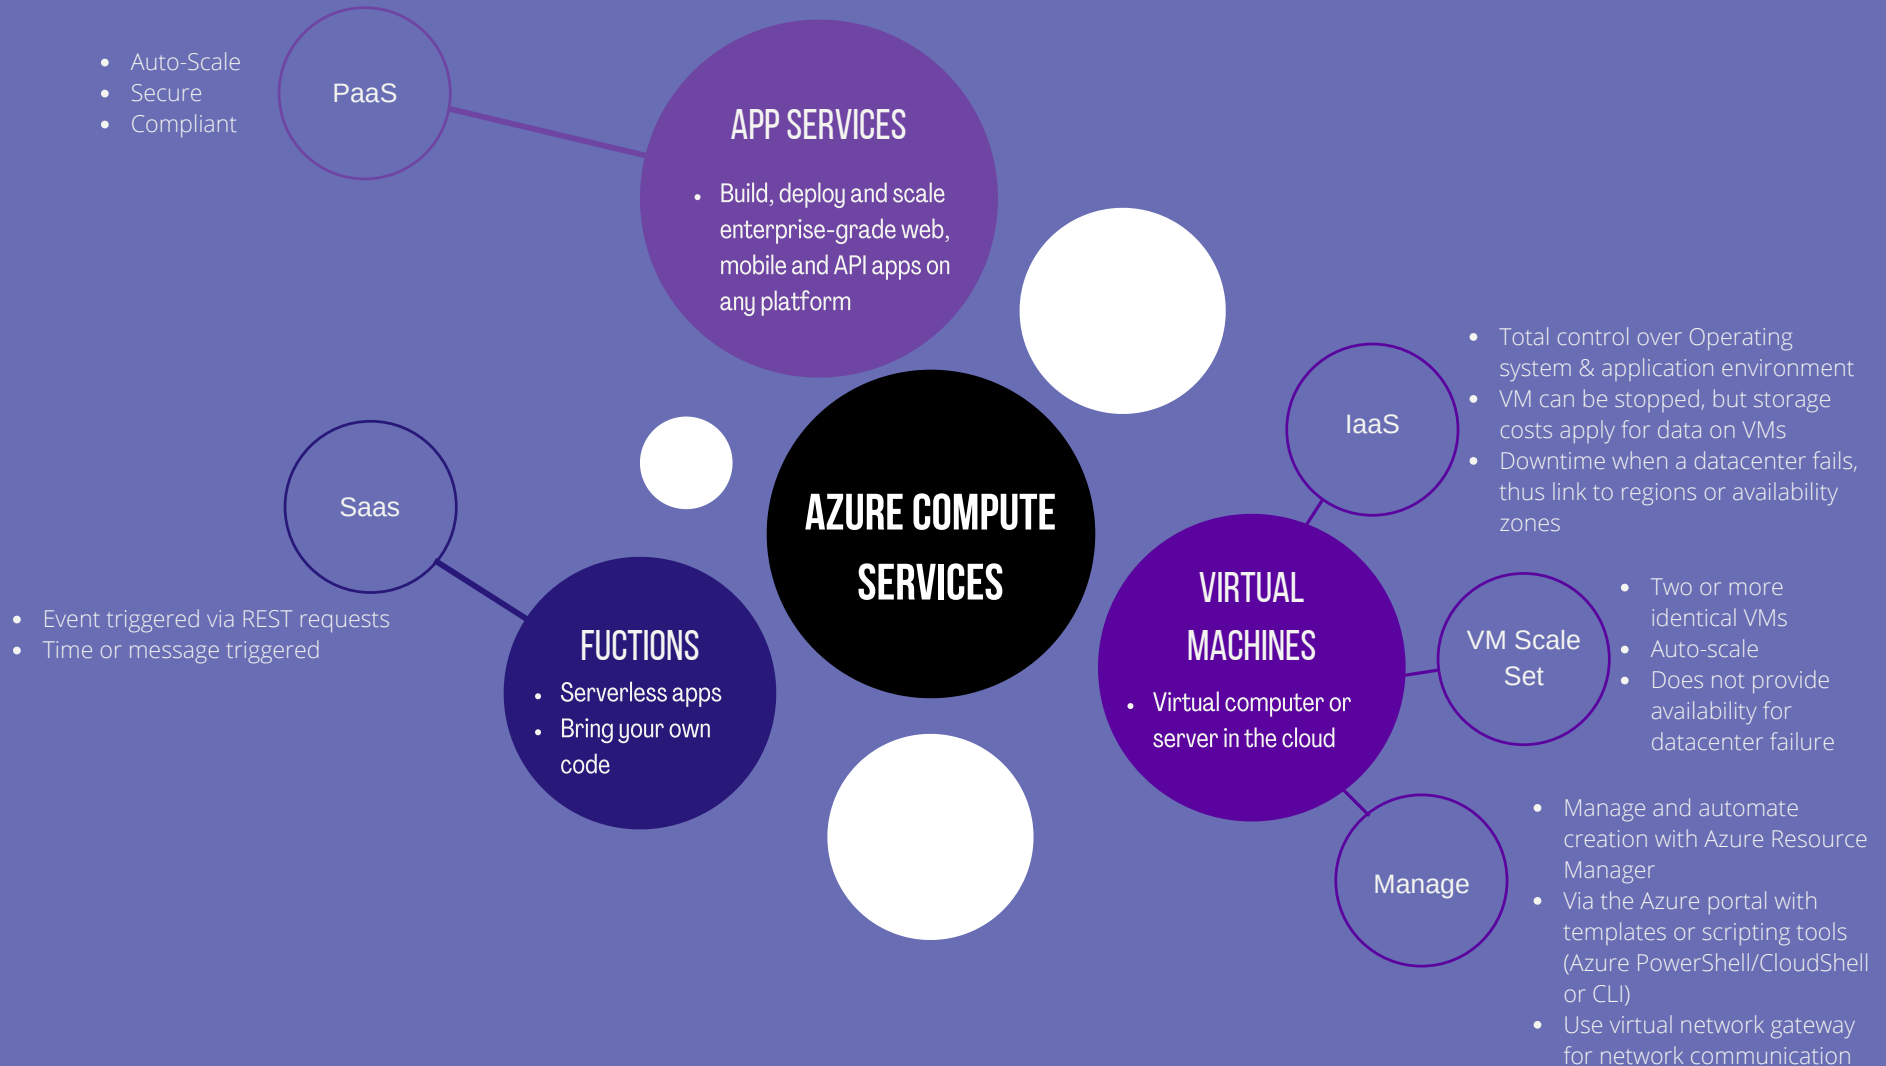 • Auto-Scale
• Secure
• Compliant
PaaS
APP SERVICES
• Build, deploy and scale
enterprise-grade web,
mobile and API apps on
any platform
Saas
• Event triggered via REST requests
• Time or message triggered
FUCTIONS
• Serverless apps
• Bring your own
code
AZURE COMPUTE
SERVICES
VIRTUAL
MACHINES
• Virtual computer or
server in the cloud
IaaS
• Total control over Operating
system & application environment
• VM can be stopped, but storage
costs apply for data on VMs
• Downtime when a datacenter fails,
thus link to regions or availability
zones
VM Scale
Set
• Two or more
identical VMs
• Auto-scale
• Does not provide
availability for
datacenter failure
Manage
• Manage and automate
creation with Azure Resource
Manager
• Via the Azure portal with
templates or scripting tools
(Azure PowerShell/CloudShell
or CLI)
• Use virtual network gateway
for network communication